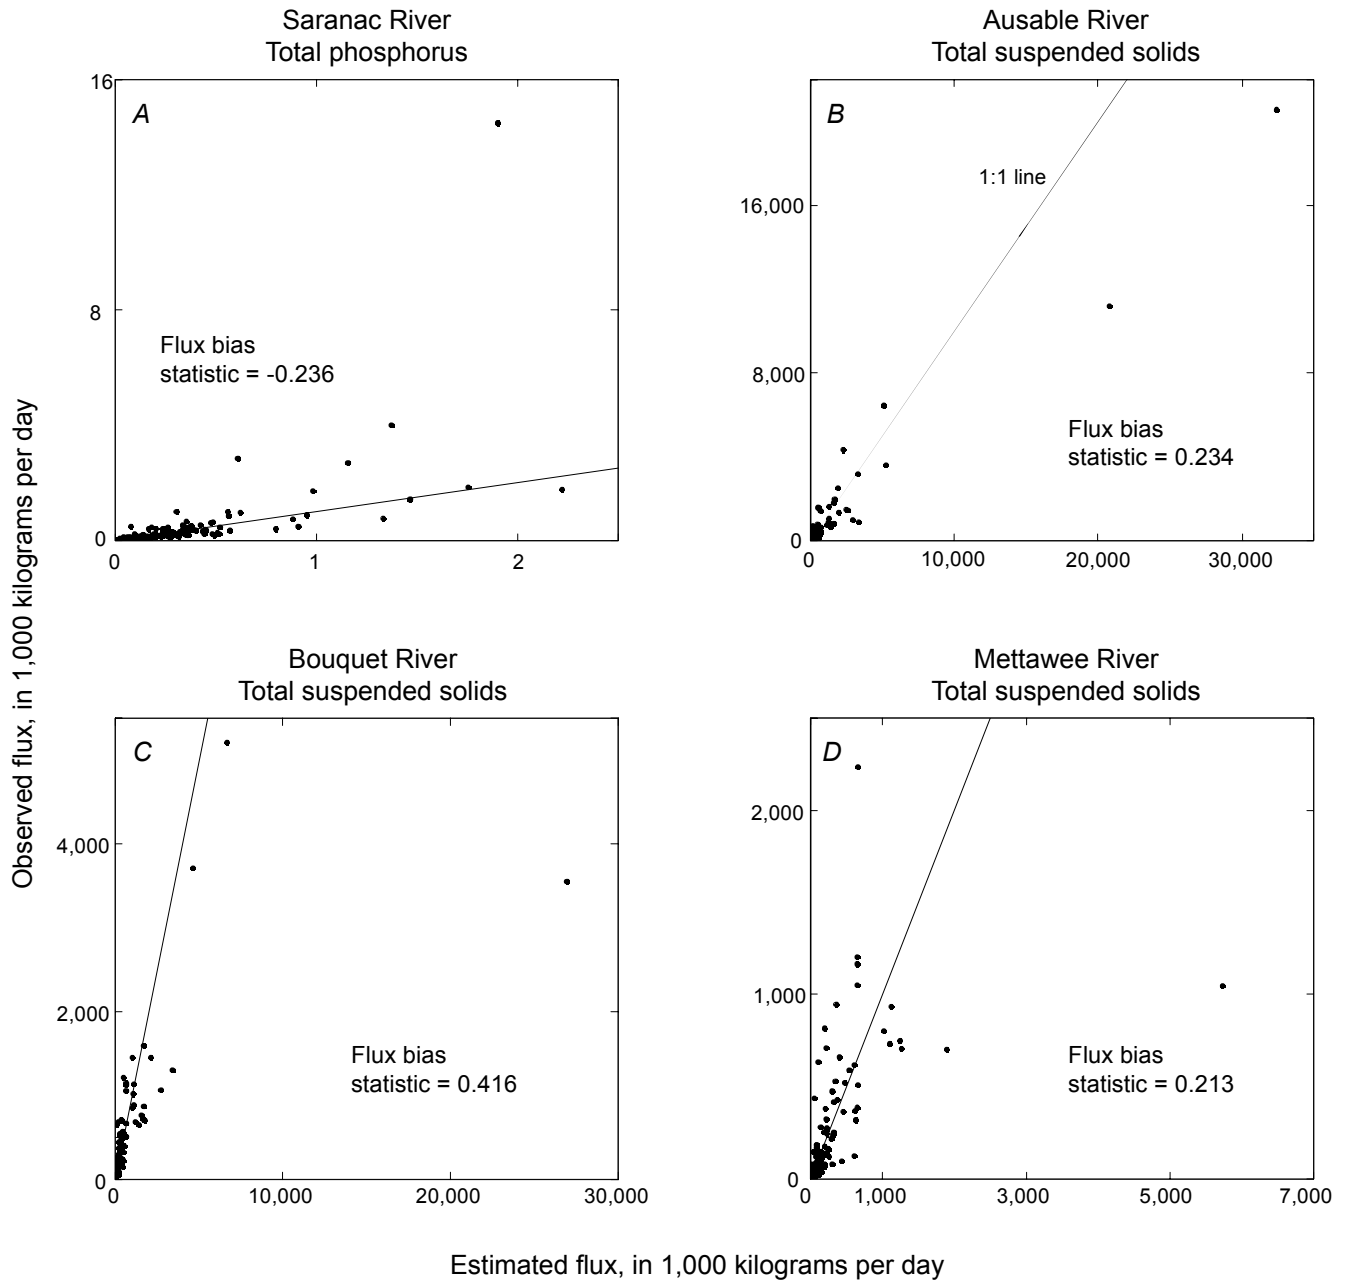 Saranac River
Total phosphorus
16
A
8
Flux bias
statistic = -0.236
0
0
1
2
Ausable River
Total suspended solids
B
1:1 line
16,000
8,000
Flux bias
statistic = 0.234
0
0
10,000
20,000
30,000
Observed flux, in 1,000 kilograms per day
Bouquet River
Total suspended solids
C
4,000
2,000
Flux bias
statistic = 0.416
0
0
10,000
20,000
30,000
Mettawee River
Total suspended solids
D
2,000
1,000
Flux bias
statistic = 0.213
0
0
1,000
3,000
5,000
7,000
Estimated flux, in 1,000 kilograms per day